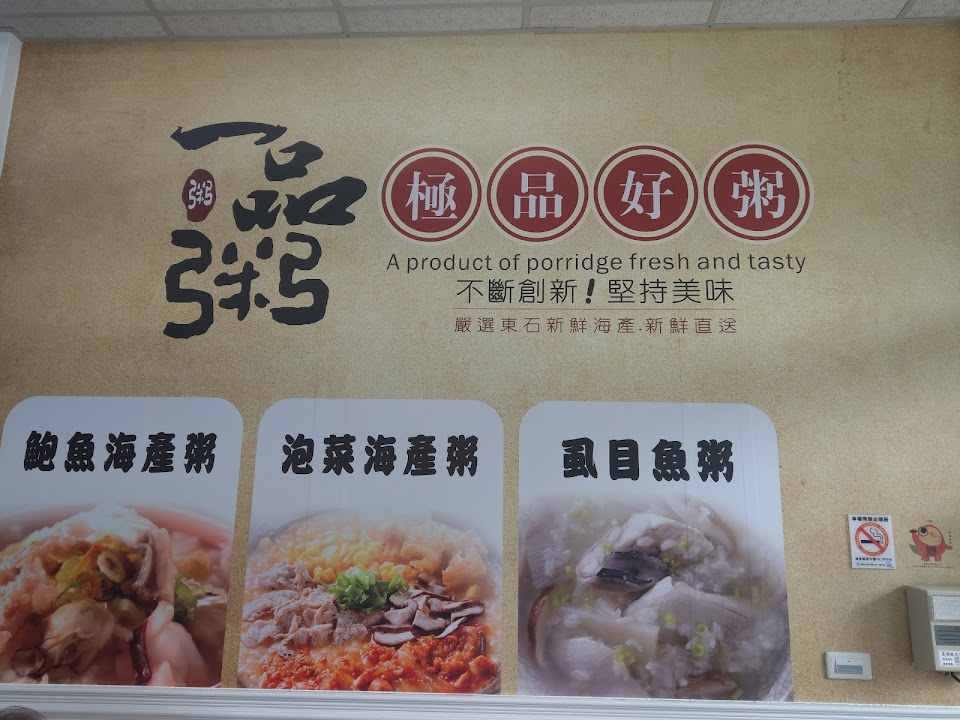 一品粥
粥
極品好粥
A product of porridge fresh and tasty
不斷創新!堅持美味
嚴選東石新鮮海產.新鮮直送
鮑魚海產粥
泡菜海產粥
虱目魚粥